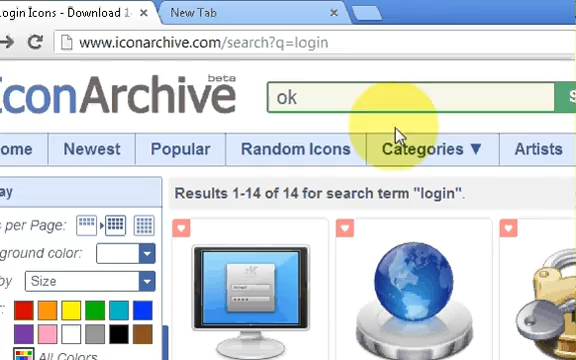 Login Icons - Download 1
New Tab
www.iconarchive.com/search?q=login
IconArchive
beta
ok
S
ome
Newest
Popular
Random Icons
Categories ▼
Artists
ay
Results 1-14 of 14 for search term "login".
s per Page:
ground color:
by
Size
r:
All Colors